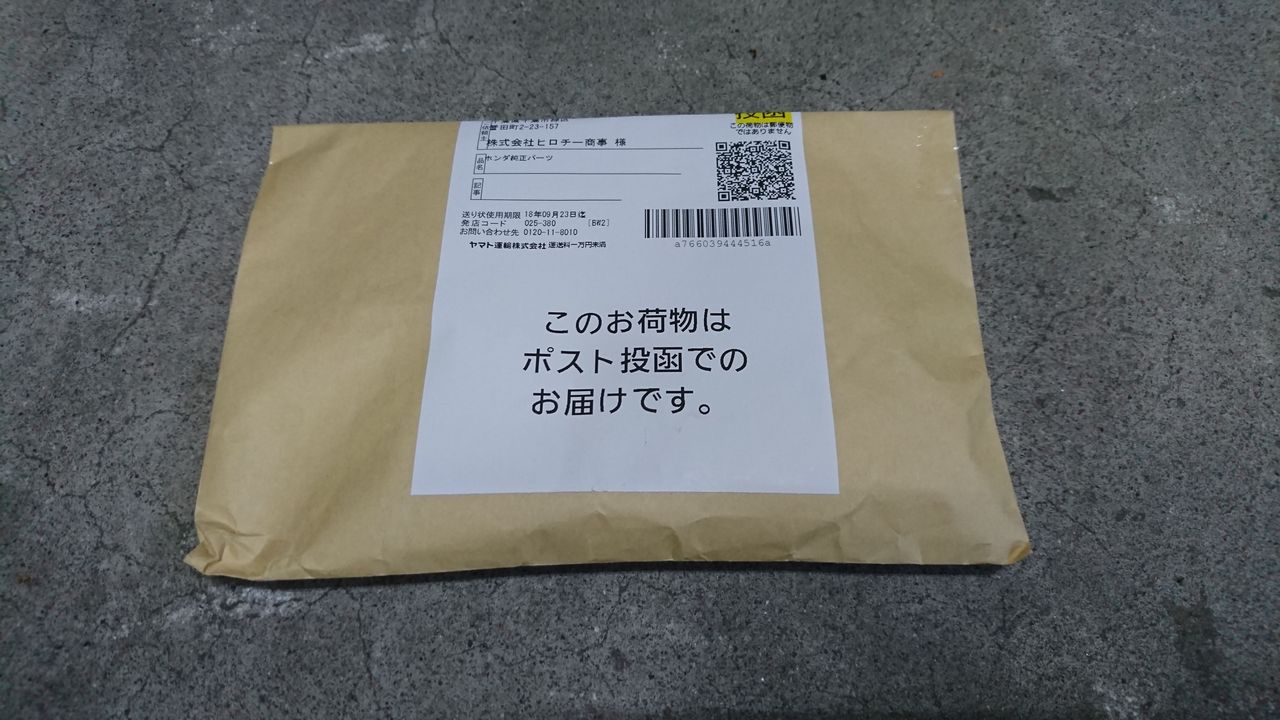 誉田町2-23-157
依頼主
株式会社ヒロチー商事 様
品名
ホンダ純正パーツ
記事
投函
この荷物は郵便物
ではありません
送り状使用期限 18年09月23日迄
発店コード 025-380 [BW2]
お問い合わせ先 0120-11-8010
ヤマト運輸株式会社 運送料一万円未満
a766039444516a
このお荷物は
ポスト投函での
お届けです。